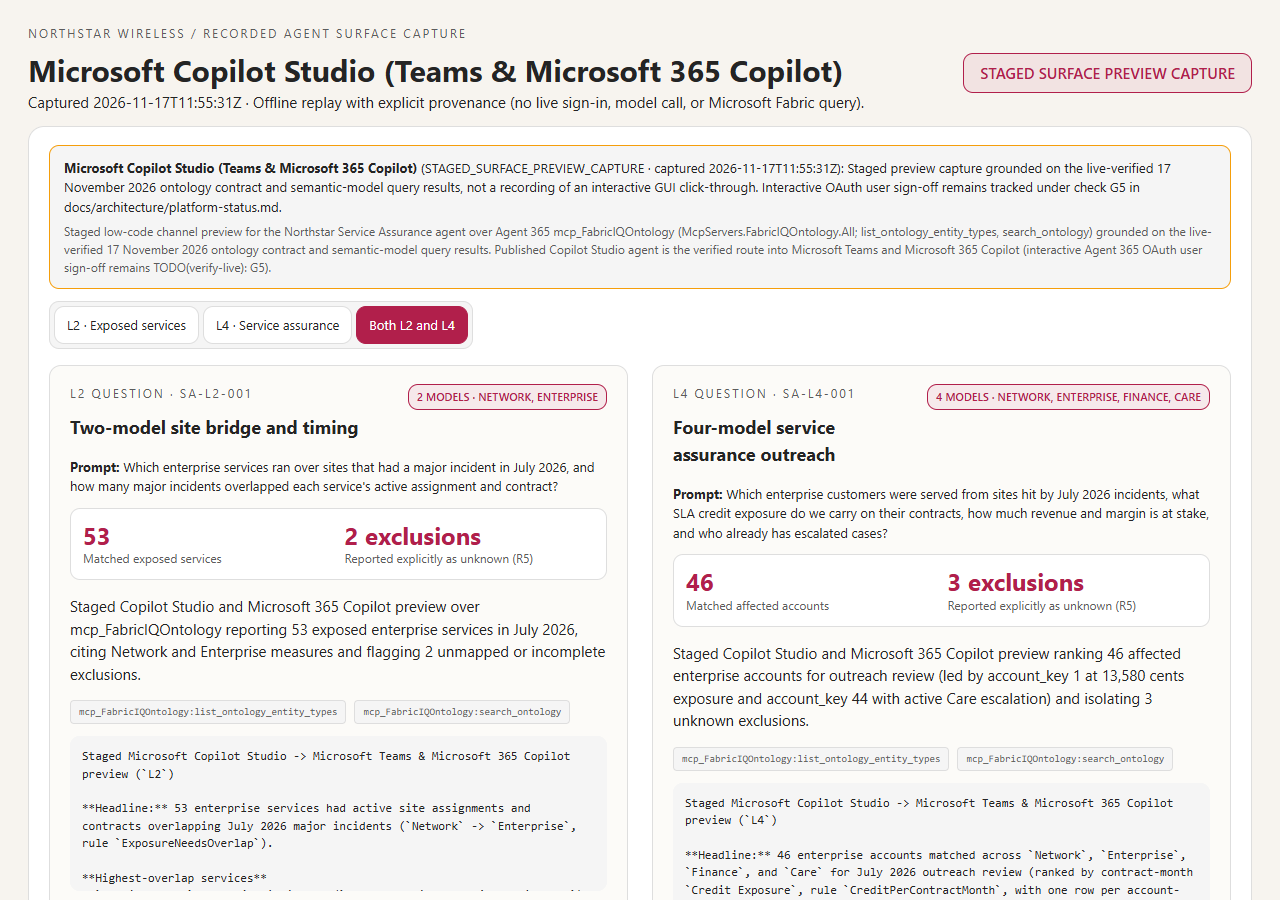 NORTHSTAR WIRELESS / RECORDED AGENT SURFACE CAPTURE
Microsoft Copilot Studio (Teams & Microsoft 365 Copilot)
STAGED SURFACE PREVIEW CAPTURE
Captured 2026-11-17T11:55:31Z · Offline replay with explicit provenance (no live sign-in, model call, or Microsoft Fabric query).
Microsoft Copilot Studio (Teams & Microsoft 365 Copilot) (STAGED_SURFACE_PREVIEW_CAPTURE · captured 2026-11-17T11:55:31Z): Staged preview capture grounded on the live-verified 17
November 2026 ontology contract and semantic-model query results, not a recording of an interactive GUI click-through. Interactive OAuth user sign-off remains tracked under check G5 in
docs/architecture/platform-status.md.
Staged low-code channel preview for the Northstar Service Assurance agent over Agent 365 mcp_FabricIQOntology (McpServers.FabricIQOntology.All; list_ontology_entity_types, search_ontology) grounded on the live-
verified 17 November 2026 ontology contract and semantic-model query results. Published Copilot Studio agent is the verified route into Microsoft Teams and Microsoft 365 Copilot (interactive Agent 365 OAuth user
sign-off remains TODO(verify-live): G5).
L2 · Exposed services
L4 · Service assurance
Both L2 and L4
L2 QUESTION · SA-L2-001
2 MODELS · NETWORK, ENTERPRISE
Two-model site bridge and timing
Prompt: Which enterprise services ran over sites that had a major incident in July 2026, and
how many major incidents overlapped each service's active assignment and contract?
53
Matched exposed services
2 exclusions
Reported explicitly as unknown (R5)
Staged Copilot Studio and Microsoft 365 Copilot preview over
mcp_FabricIQOntology reporting 53 exposed enterprise services in July 2026,
citing Network and Enterprise measures and flagging 2 unmapped or incomplete
exclusions.
mcp_FabricIQOntology:list_ontology_entity_types
mcp_FabricIQOntology:search_ontology
Staged Microsoft Copilot Studio -> Microsoft Teams & Microsoft 365 Copilot
preview (`L2`)
**Headline:** 53 enterprise services had active site assignments and
contracts overlapping July 2026 major incidents (`Network` -> `Enterprise`,
rule `ExposureNeedsOverlap`).
**Highest-overlap services**
L4 QUESTION · SA-L4-001
4 MODELS · NETWORK, ENTERPRISE, FINANCE, CARE
Four-model service
assurance outreach
Prompt: Which enterprise customers were served from sites hit by July 2026 incidents, what
SLA credit exposure do we carry on their contracts, how much revenue and margin is at stake,
and who already has escalated cases?
46
Matched affected accounts
3 exclusions
Reported explicitly as unknown (R5)
Staged Copilot Studio and Microsoft 365 Copilot preview ranking 46 affected
enterprise accounts for outreach review (led by account_key 1 at 13,580 cents
exposure and account_key 44 with active Care escalation) and isolating 3
unknown exclusions.
mcp_FabricIQOntology:list_ontology_entity_types
mcp_FabricIQOntology:search_ontology
Staged Microsoft Copilot Studio -> Microsoft Teams & Microsoft 365 Copilot
preview (`L4`)
**Headline:** 46 enterprise accounts matched across `Network`, `Enterprise`,
`Finance`, and `Care` for July 2026 outreach review (ranked by contract-month
`Credit Exposure`, rule `CreditPerContractMonth`, with one row per account-